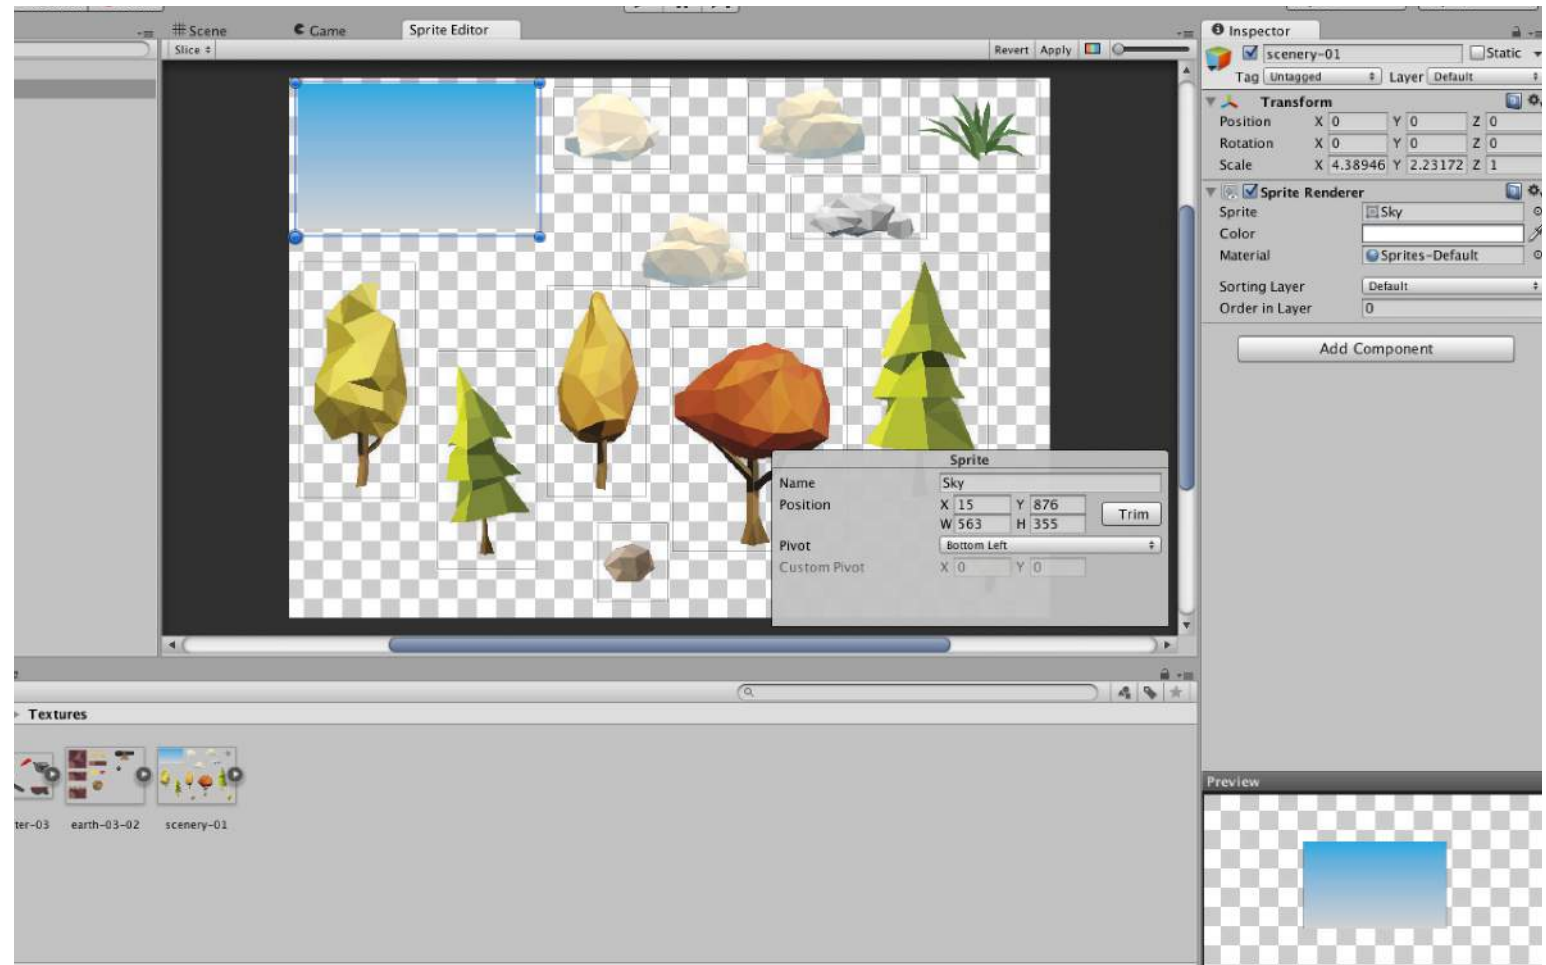 Scene Game Sprite Editor
Slice
Revert Apply
Inspector
scenery-01 Static
Tag Untagged Layer Default
Transform
Position X 0 Y 0 Z 0
Rotation X 0 Y 0 Z 0
Scale X 4.38946 Y 2.23172 Z 1
Sprite Renderer
Sprite Sky
Color
Material Sprites-Default
Sorting Layer Default
Order in Layer 0
Add Component
Sprite
Name Sky
Position X 15 Y 876
W 563 H 355
Trim
Pivot Bottom Left
Custom Pivot X 0 Y 0
Textures
ter-03 earth-03-02 scenery-01
Preview